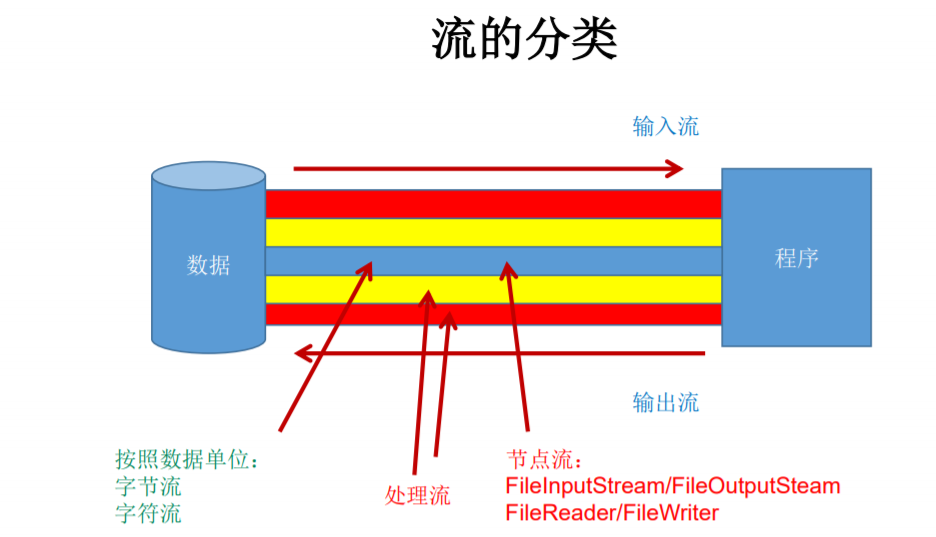 流的分类
输入流
数据
程序
输出流
按照数据单位：
字节流
字符流
处理流
节点流：
FileInputStream/FileOutputSteam
FileReader/FileWriter